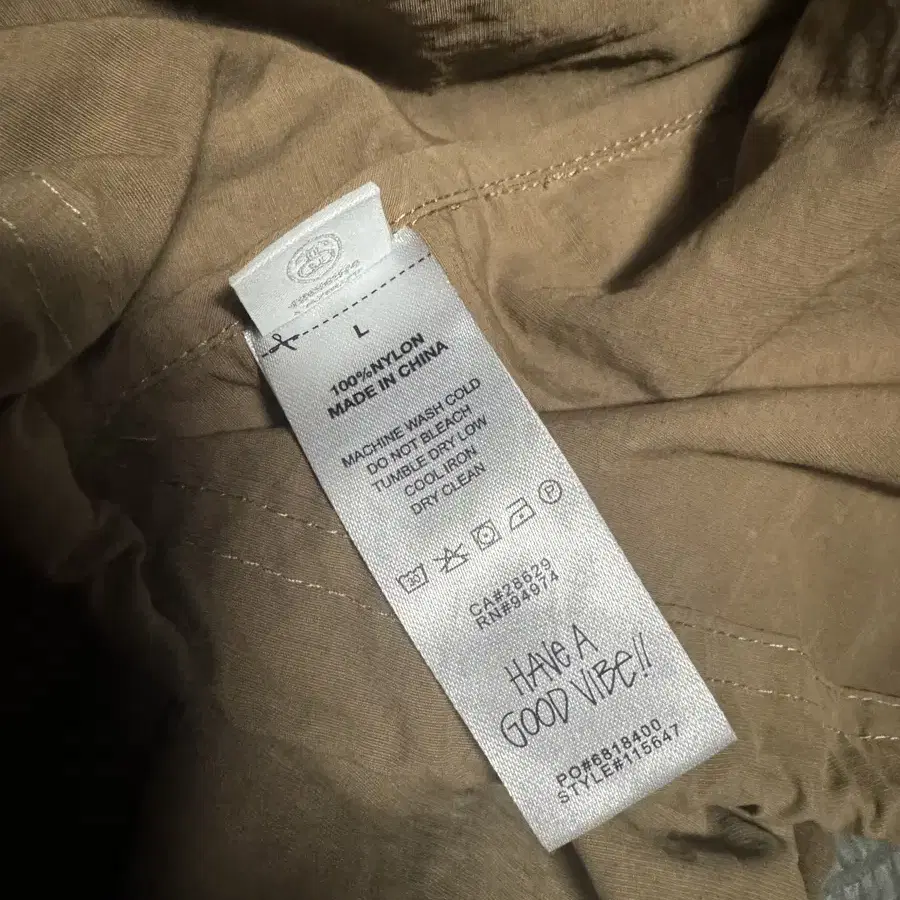 L
100%NYLON
MADE IN CHINA
MACHINE WASH COLD
DO NOT BLEACH
TUMBLE DRY LOW
COOL IRON
DRY CLEAN
P
CA#28629
RN#94974
HAVE A
GOOD VIBE!!
PO#6818400
STYLE#115647